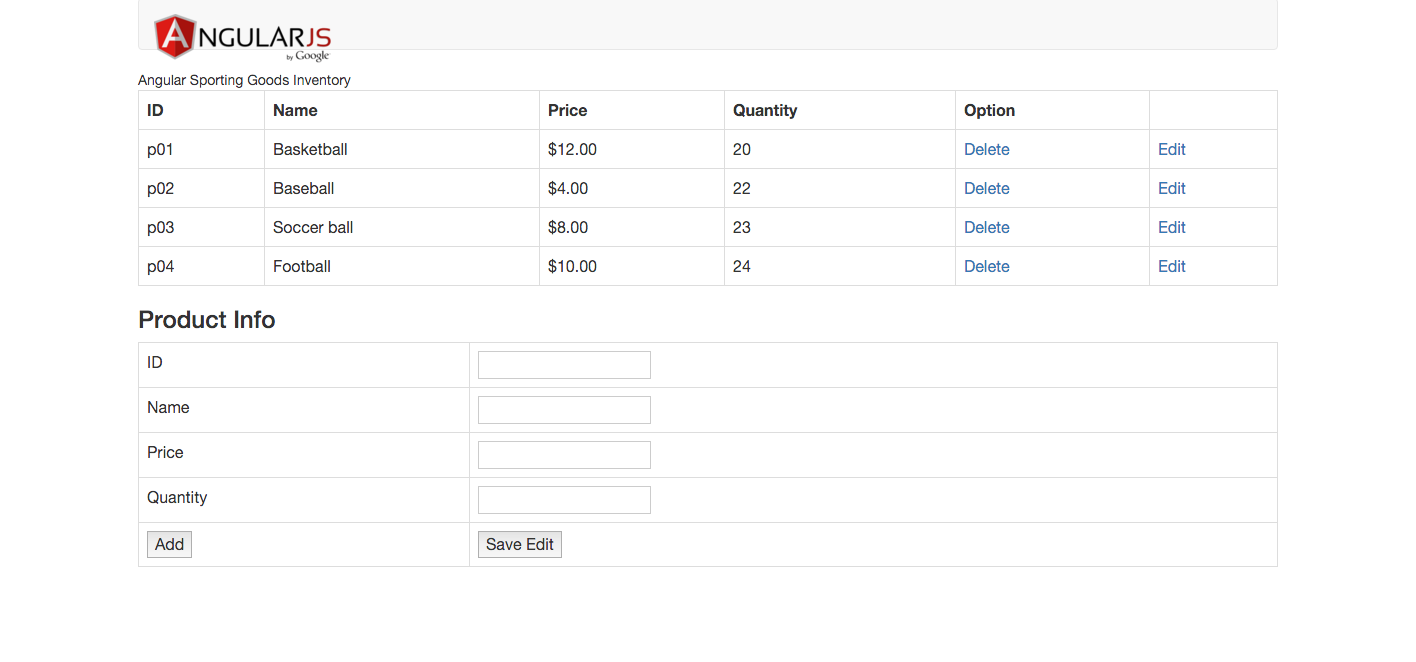 ANGULARJS
by Google
Angular Sporting Goods Inventory
ID Name Price Quantity Option
p01 Basketball $12.00 20 Delete Edit
p02 Baseball $4.00 22 Delete Edit
p03 Soccer ball $8.00 23 Delete Edit
p04 Football $10.00 24 Delete Edit
Product Info
ID
Name
Price
Quantity
Add Save Edit